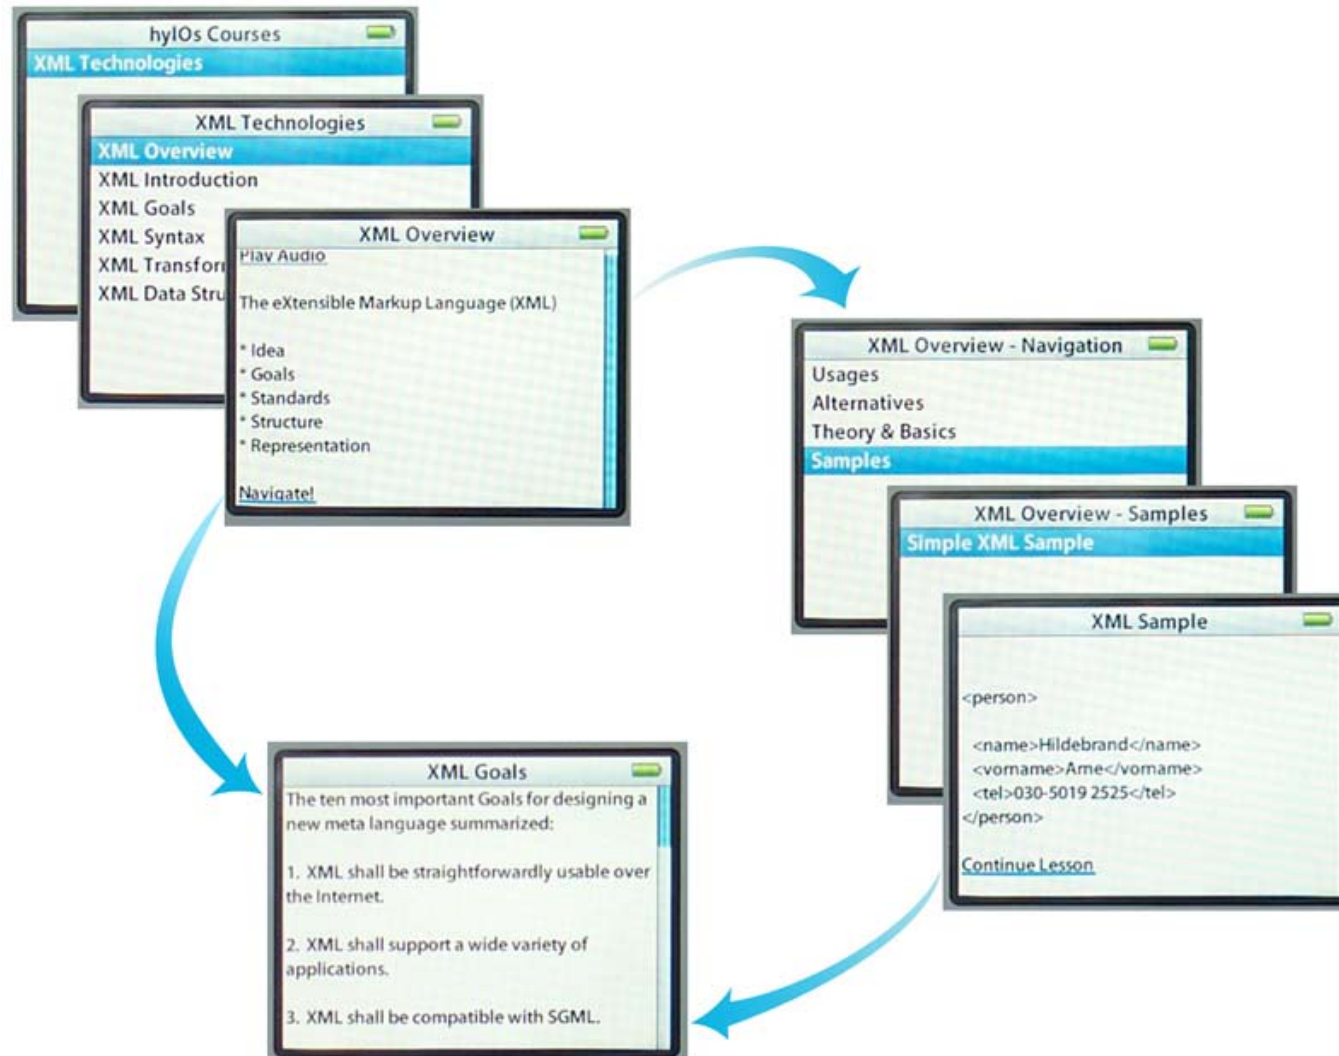 hylOs Courses
XML Technologies
XML Technologies
XML Overview
XML Introduction
XML Goals
XML Syntax
XML Transfor
XML Data Stru
XML Overview
Play Audio
The eXtensible Markup Language (XML)
* Idea
* Goals
* Standards
* Structure
* Representation
Navigate!
XML Overview - Navigation
Usages
Alternatives
Theory & Basics
Samples
XML Overview - Samples
Simple XML Sample
XML Sample
<person>
<name>Hildebrand</name>
<vorname>Arne</vorname>
<tel>030-5019 2525</tel>
</person>
Continue Lesson
XML Goals
The ten most important Goals for designing a
new meta language summarized:
1. XML shall be straightforwardly usable over
the Internet.
2. XML shall support a wide variety of
applications.
3. XML shall be compatible with SGML.